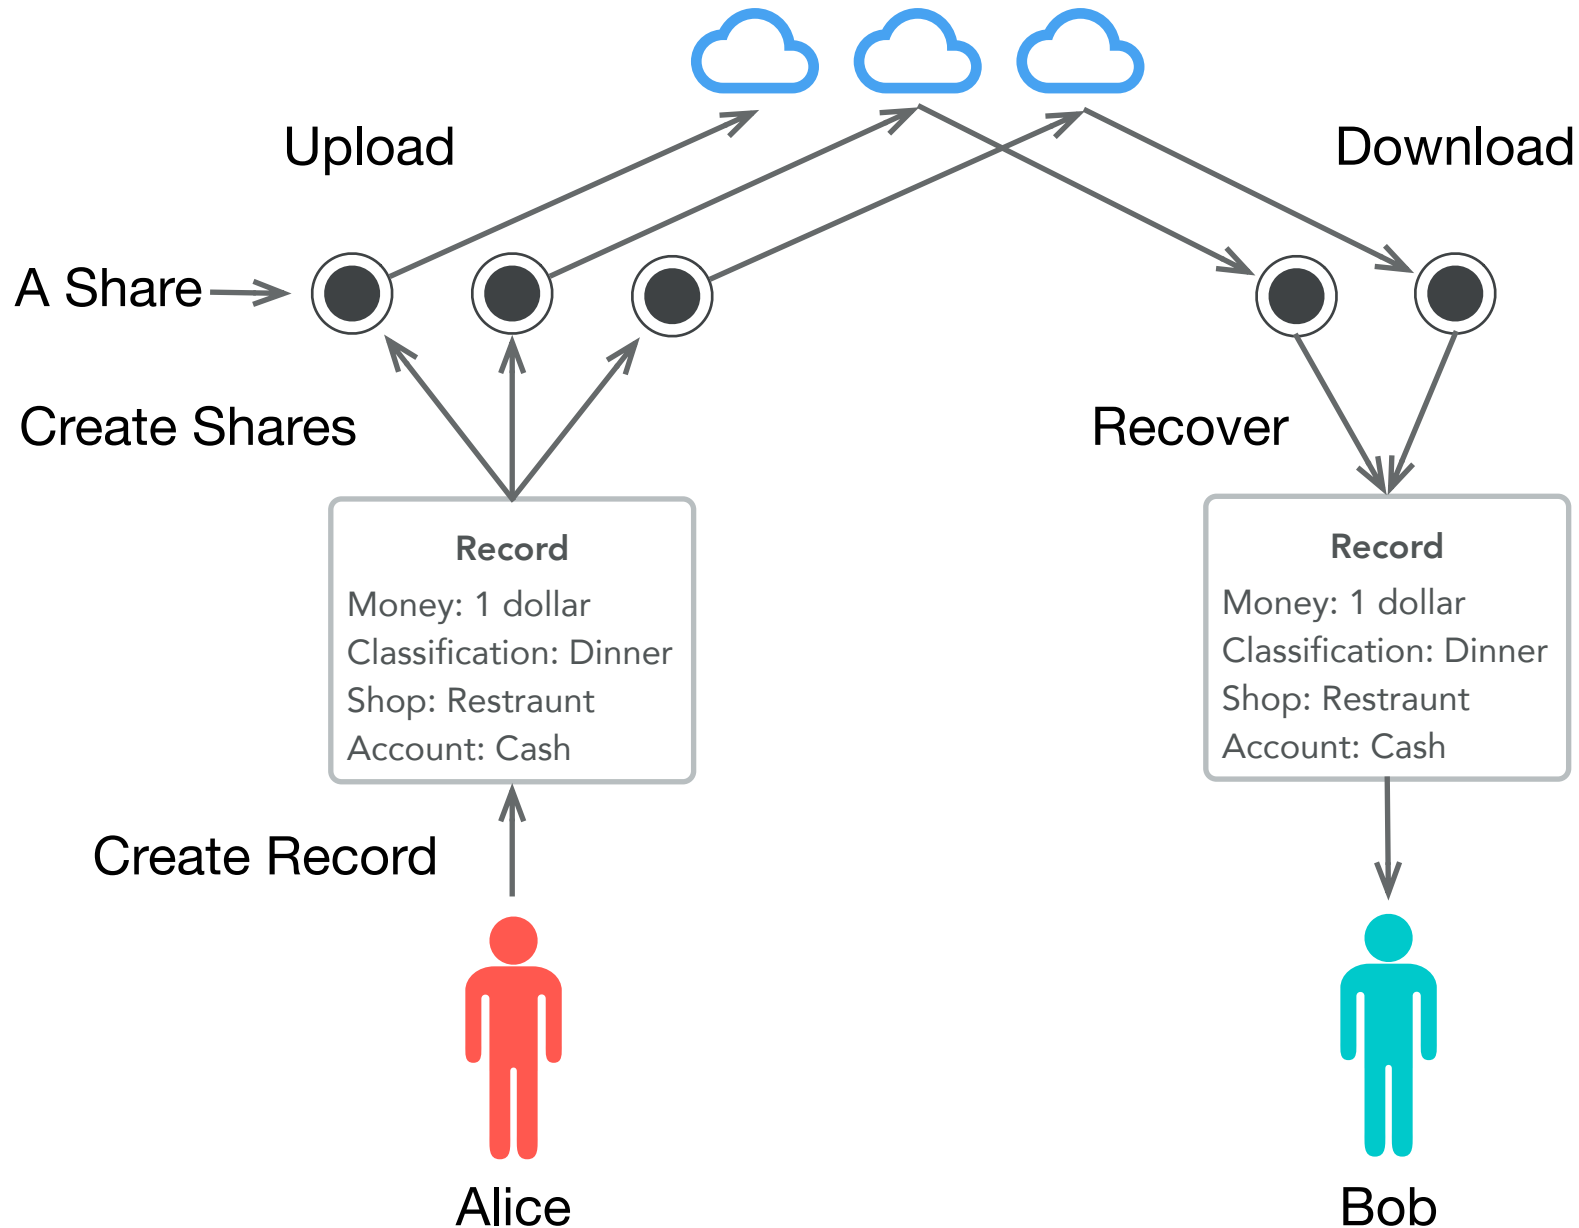 Upload
Download
A Share
Create Shares
Recover
Record
Money: 1 dollar
Classification: Dinner
Shop: Restraunt
Account: Cash
Record
Money: 1 dollar
Classification: Dinner
Shop: Restraunt
Account: Cash
Create Record
Alice
Bob